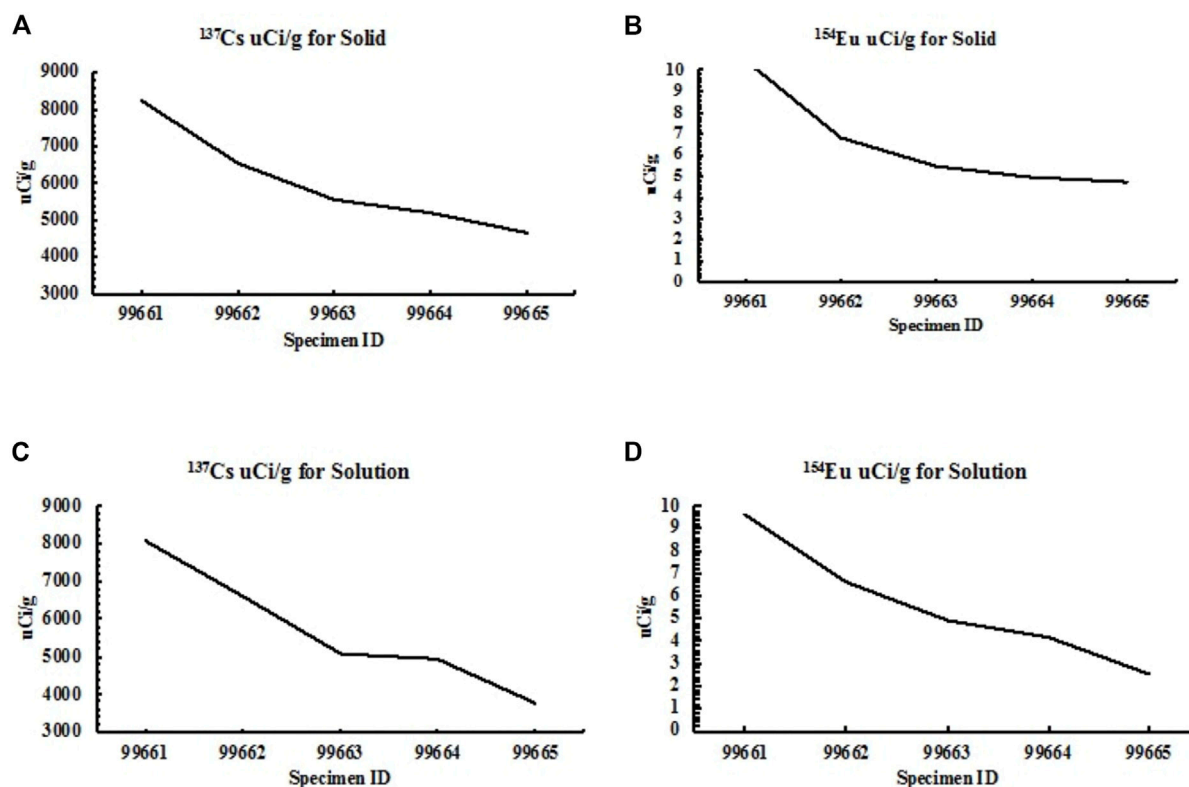 A
¹³⁷Cs uCi/g for Solid
9000
8000
7000
6000
5000
4000
3000
uCi/g
99661 99662 99663 99664 99665
Specimen ID
B
¹⁵⁴Eu uCi/g for Solid
10
9
8
7
6
5
4
3
2
1
0
uCi/g
99661 99662 99663 99664 99665
Specimen ID
C
¹³⁷Cs uCi/g for Solution
9000
8000
7000
6000
5000
4000
3000
uCi/g
99661 99662 99663 99664 99665
Specimen ID
D
¹⁵⁴Eu uCi/g for Solution
10
9
8
7
6
5
4
3
2
1
0
uCi/g
99661 99662 99663 99664 99665
Specimen ID